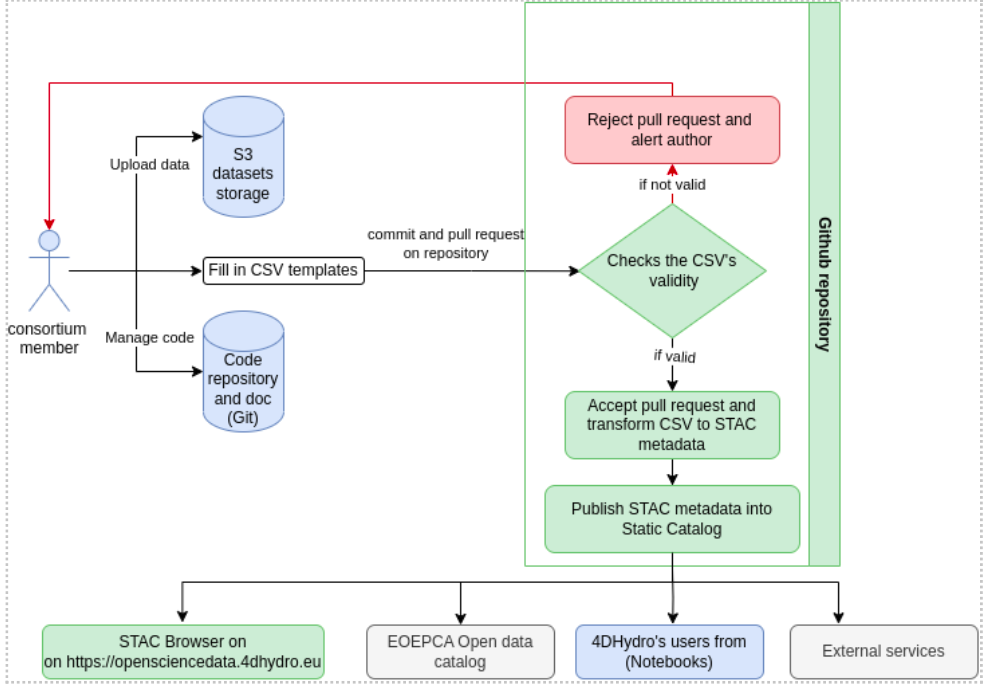 Reject pull request and
alert author
Upload data
S3
datasets
storage
if not valid
commit and pull request
on repository
Fill in CSV templates
Checks the CSV's
validity
Github repository
consortium
member
Manage code
Code
repository
and doc
(Git)
if valid
Accept pull request and
transform CSV to STAC
metadata
Publish STAC metadata into
Static Catalog
STAC Browser on
on https://opensciencedata.4dhydro.eu
EOEPCA Open data
catalog
4DHydro's users from
(Notebooks)
External services